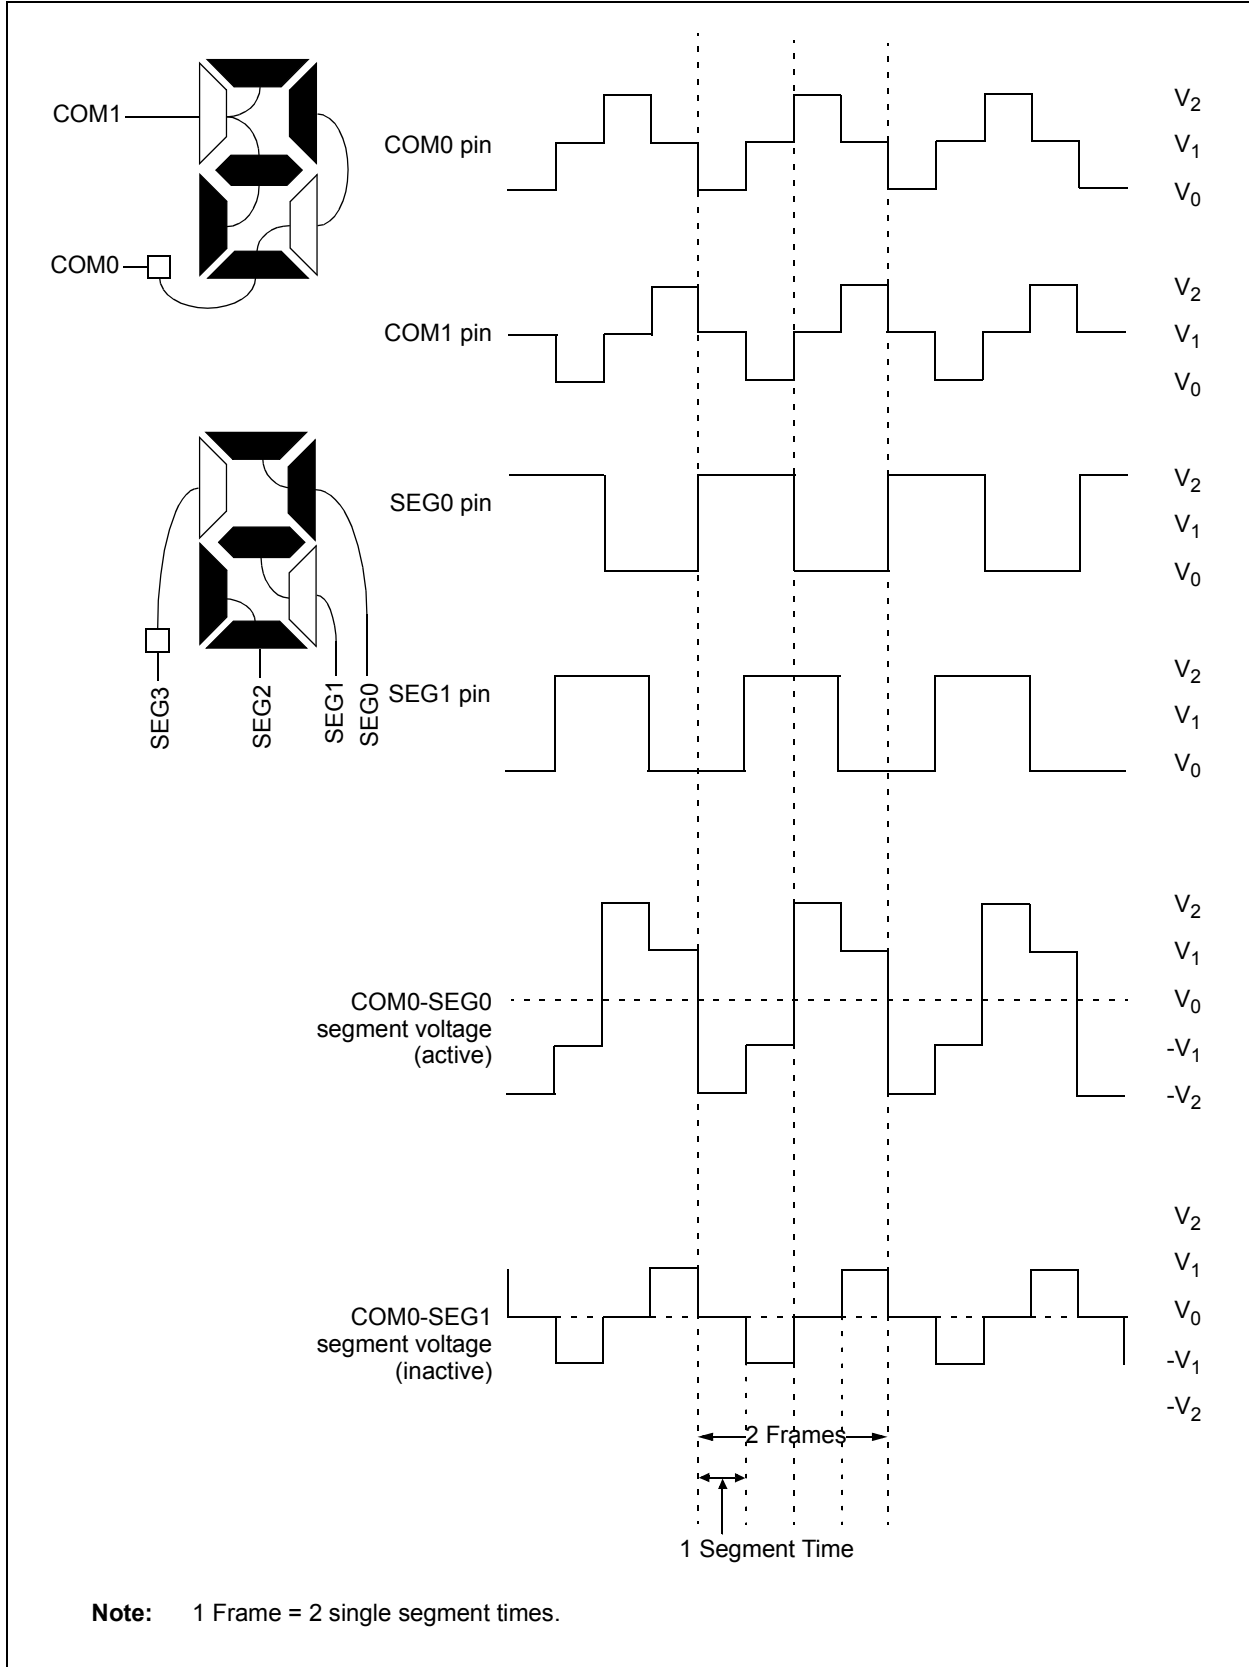 COM1
COM0
COM0 pin
V2
V1
V0
COM1 pin
V2
V1
V0
SEG0 pin
V2
V1
V0
SEG3
SEG2
SEG1
SEG0
SEG1 pin
V2
V1
V0
COM0-SEG0
segment voltage
(active)
V2
V1
V0
-V1
-V2
COM0-SEG1
segment voltage
(inactive)
V2
V1
V0
-V1
-V2
2 Frames
1 Segment Time
Note: 1 Frame = 2 single segment times.